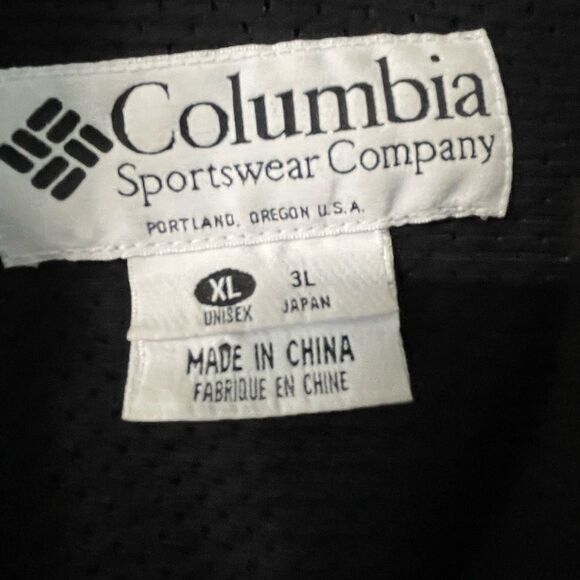 Columbia
Sportswear Company
PORTLAND, OREGON U.S.A.
XL 3L
UNISEX JAPAN
MADE IN CHINA
FABRIQUE EN CHINE